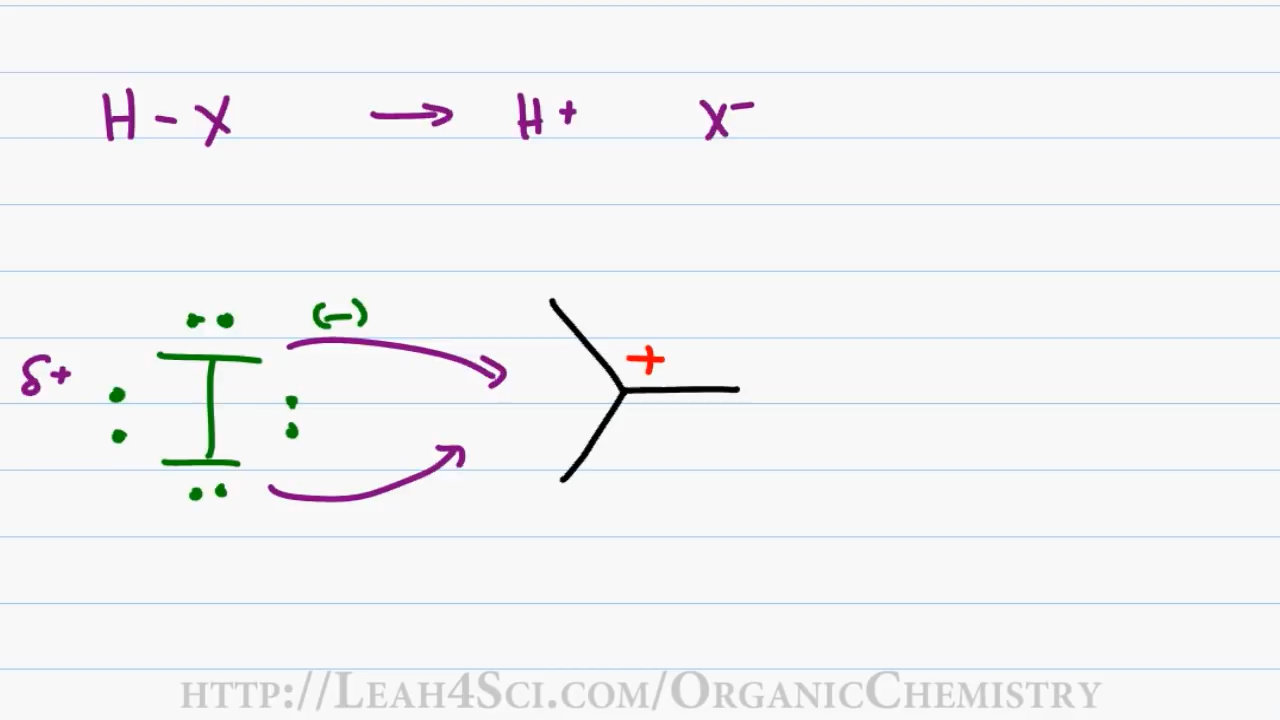 H - X → H+ X-
(-)
δ+ I +
HTTP://LEAH4SCI.COM/ORGANICCHEMISTRY